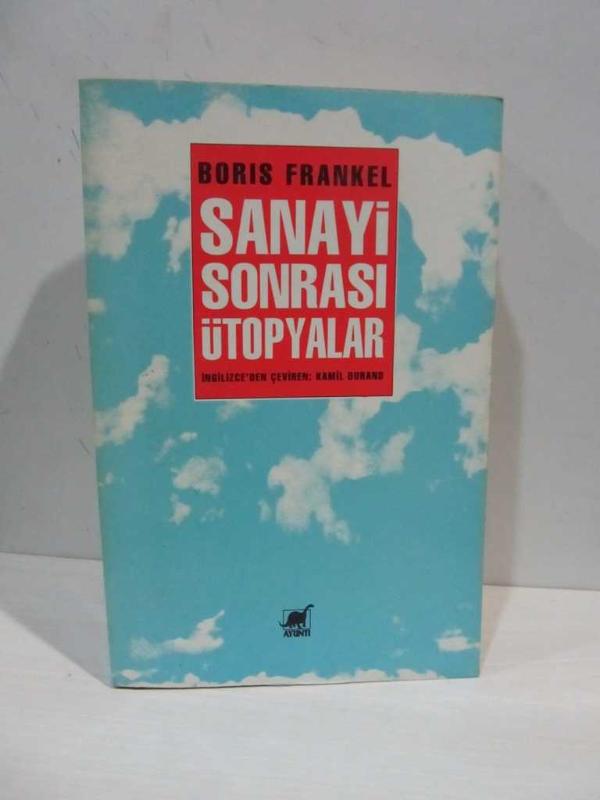 BORIS FRANKEL
SANAYi
SONRASI
ÜTOPYALAR
İNGİLİZCE'DEN ÇEVİREN: KAMİL DURAND
AYRINTI